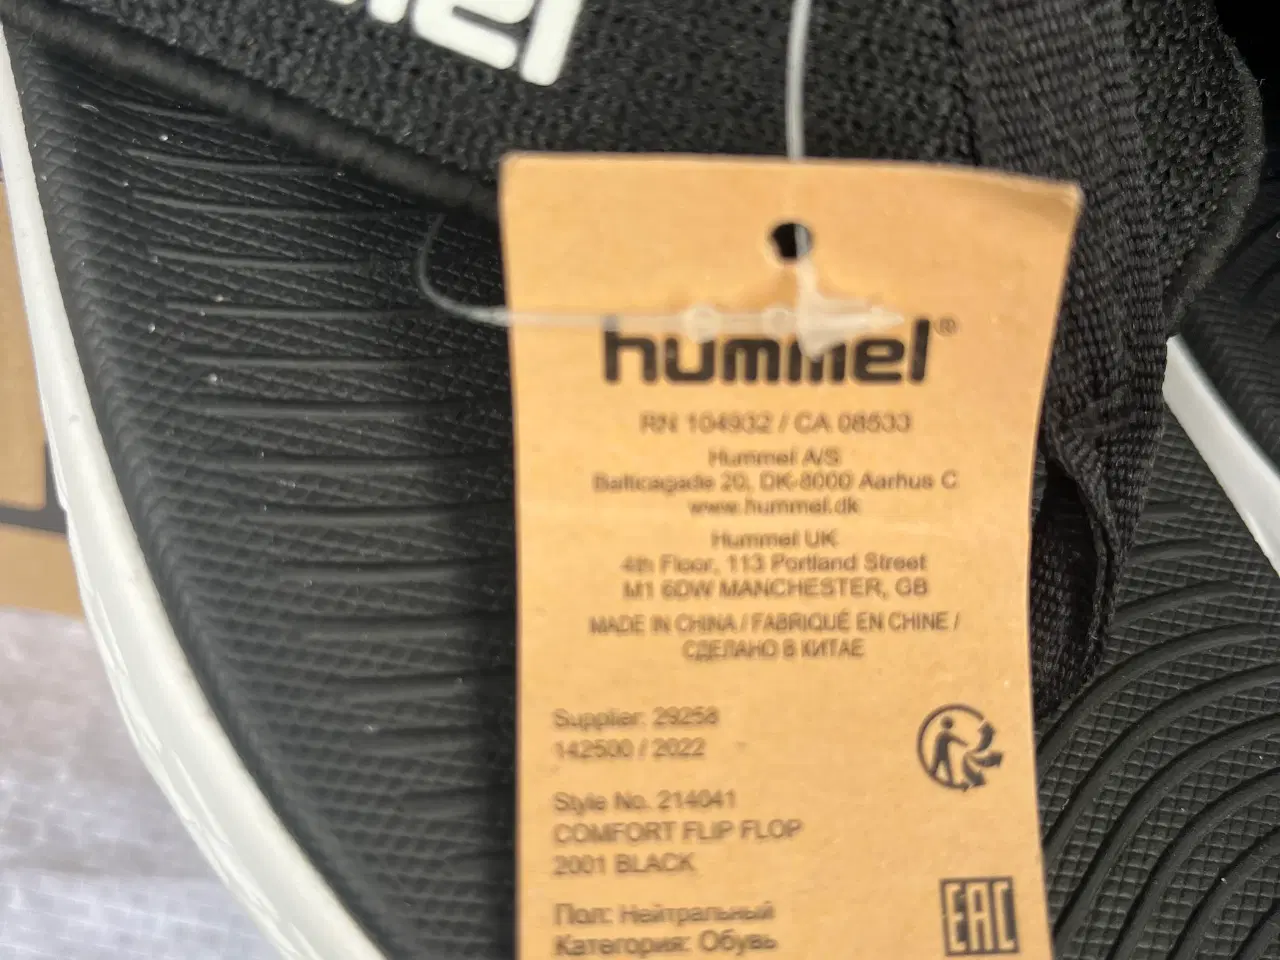 hummel®
RN 104932 / CA 08533
Hummel A/S
Balticagade 20, DK-8000 Aarhus C
www.hummel.dk
Hummel UK
4th Floor, 113 Portland Street
M1 6DW MANCHESTER, GB
MADE IN CHINA / FABRIQUÉ EN CHINE /
СДЕЛАНО В КИТАЕ
Supplier: 29258
142500 / 2022
Style No. 214041
COMFORT FLIP FLOP
2001 BLACK
Пол: Нейтральный
Категория: Обувь
EAC